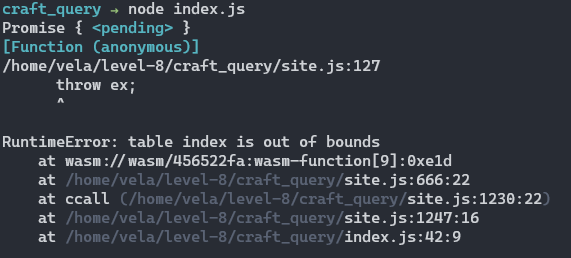 craft_query → node index.js
Promise { <pending> }
[Function (anonymous)]
/home/vela/level-8/craft_query/site.js:127
      throw ex;
      ^

RuntimeError: table index is out of bounds
    at wasm://wasm/456522fa:wasm-function[9]:0xe1d
    at /home/vela/level-8/craft_query/site.js:666:22
    at ccall (/home/vela/level-8/craft_query/site.js:1230:22)
    at /home/vela/level-8/craft_query/site.js:1247:16
    at /home/vela/level-8/craft_query/index.js:42:9